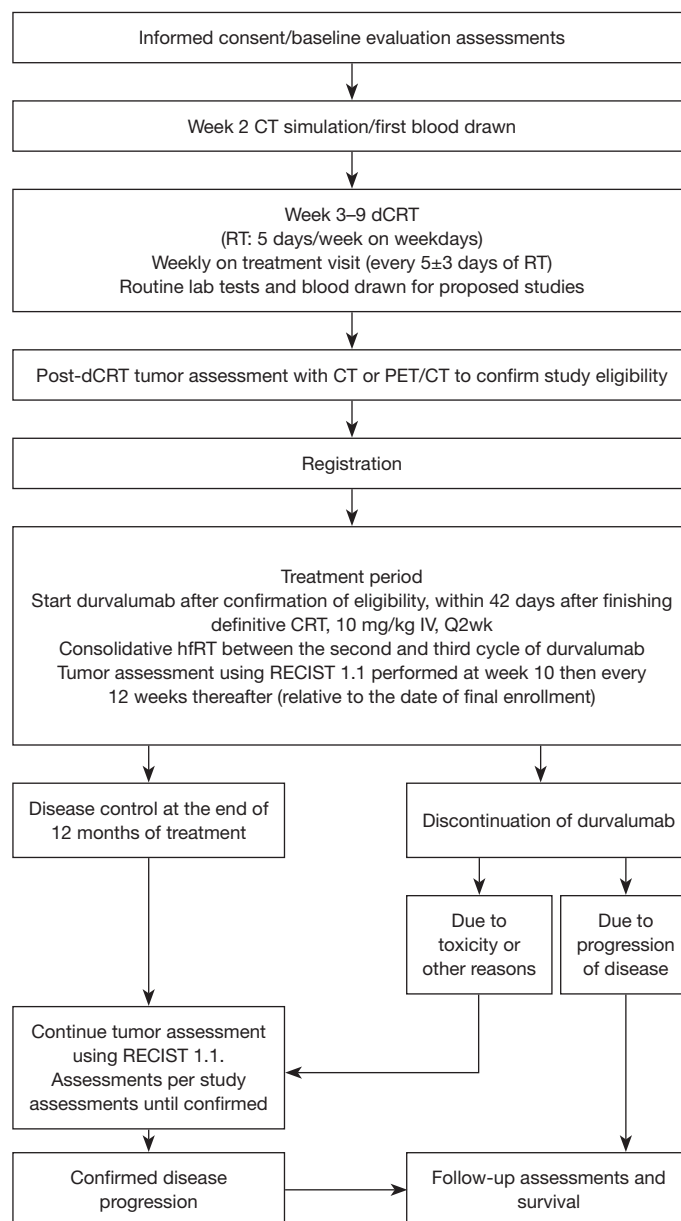 Informed consent/baseline evaluation assessments
Week 2 CT simulation/first blood drawn
Week 3–9 dCRT
(RT: 5 days/week on weekdays)
Weekly on treatment visit (every 5±3 days of RT)
Routine lab tests and blood drawn for proposed studies
Post-dCRT tumor assessment with CT or PET/CT to confirm study eligibility
Registration
Treatment period
Start durvalumab after confirmation of eligibility, within 42 days after finishing
definitive CRT, 10 mg/kg IV, Q2wk
Consolidative hfRT between the second and third cycle of durvalumab
Tumor assessment using RECIST 1.1 performed at week 10 then every
12 weeks thereafter (relative to the date of final enrollment)
Disease control at the end of
12 months of treatment
Discontinuation of durvalumab
Due to
toxicity or
other reasons
Due to
progression
of disease
Continue tumor assessment
using RECIST 1.1.
Assessments per study
assessments until confirmed
Confirmed disease
progression
Follow-up assessments and
survival